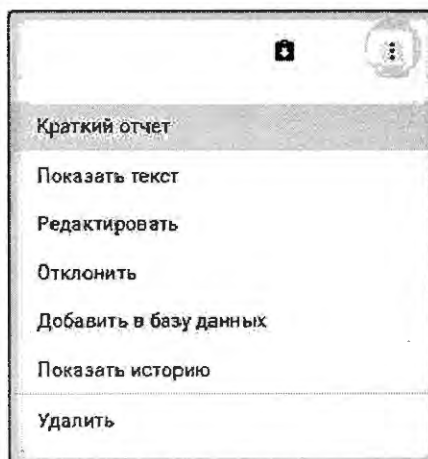 Краткий отчет
Показать текст
Редактировать
Отклонить
Добавить в базу данных
Показать историю
Удалить